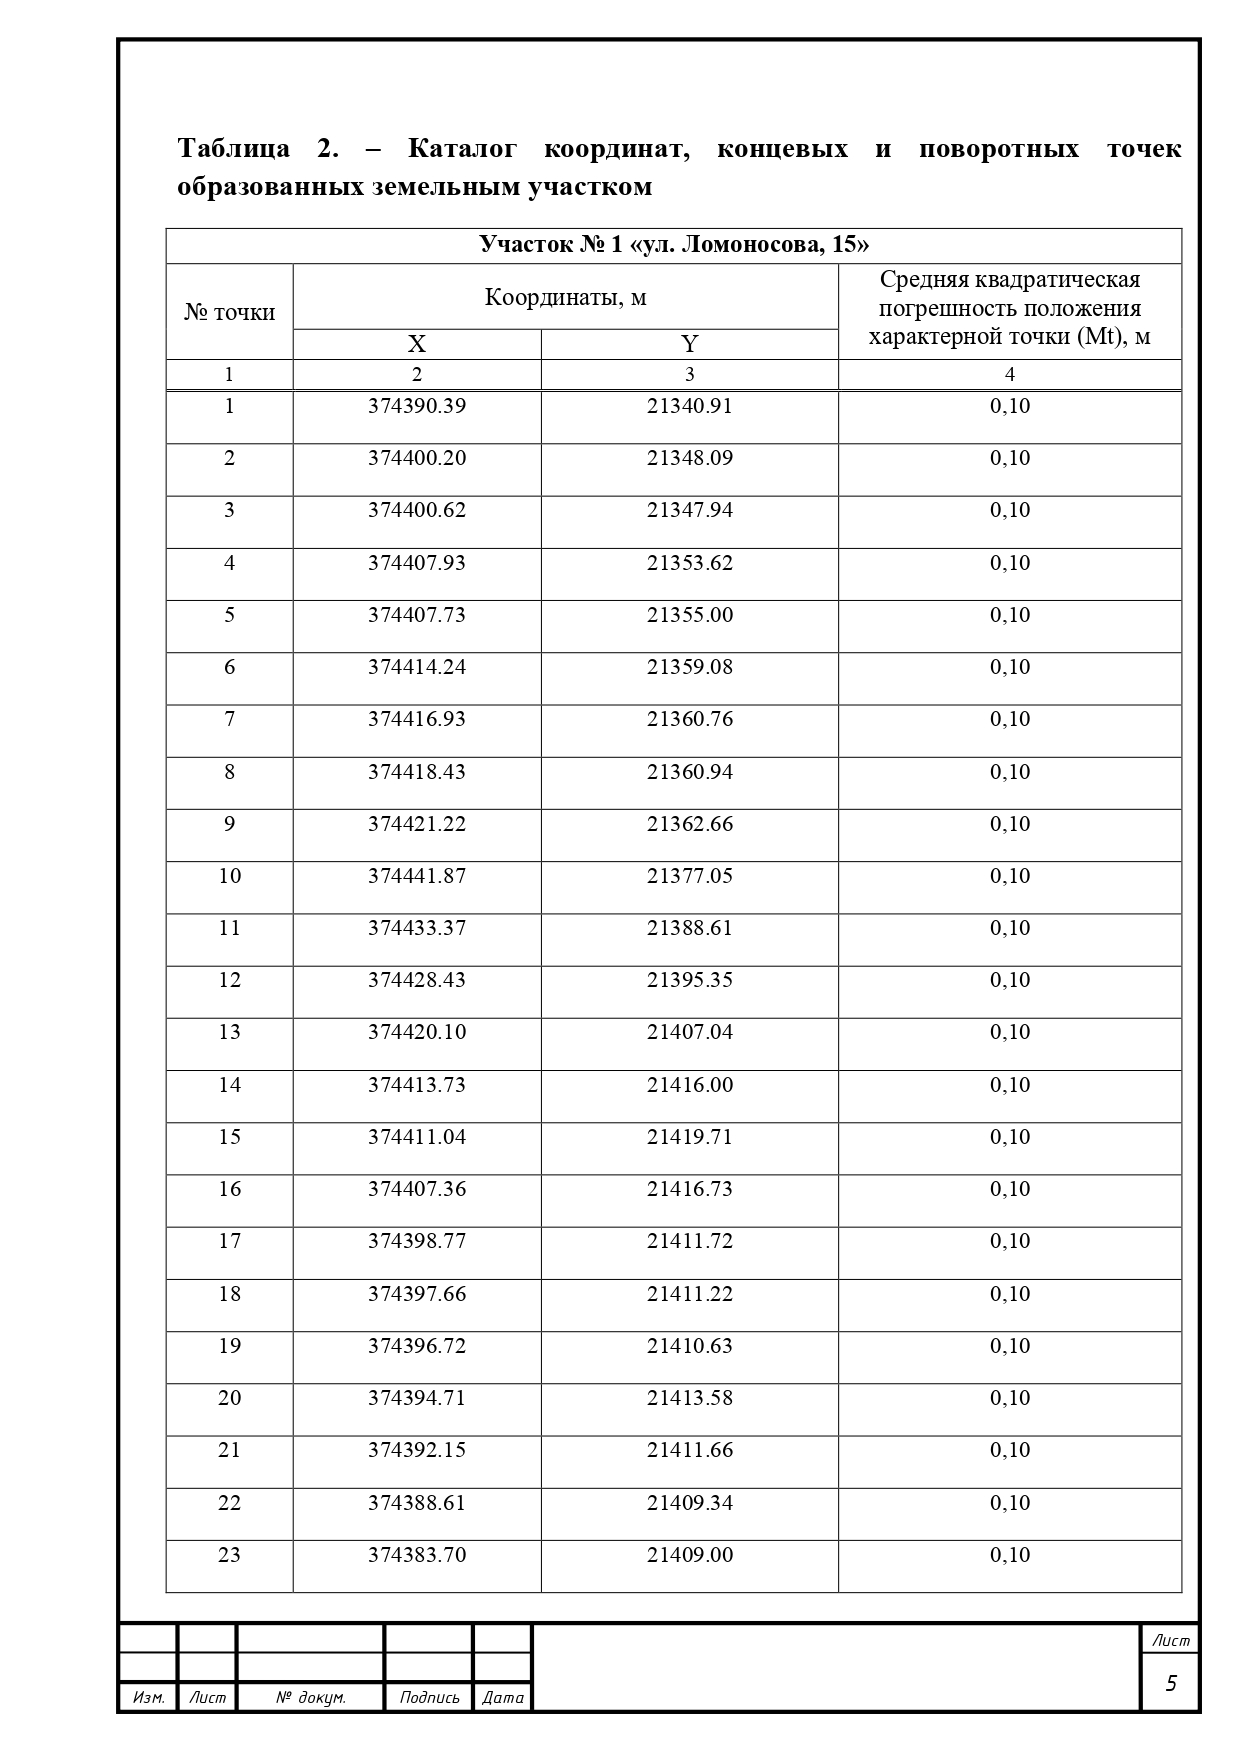 Таблица 2. – Каталог координат, концевых и поворотных точек
образованных земельным участком
Участок № 1 «ул. Ломоносова, 15»
№ точки
Координаты, м
Средняя квадратическая
погрешность положения
характерной точки (Mt), м
X Y
1 2 3 4
1 374390.39 21340.91 0,10
2 374400.20 21348.09 0,10
3 374400.62 21347.94 0,10
4 374407.93 21353.62 0,10
5 374407.73 21355.00 0,10
6 374414.24 21359.08 0,10
7 374416.93 21360.76 0,10
8 374418.43 21360.94 0,10
9 374421.22 21362.66 0,10
10 374441.87 21377.05 0,10
11 374433.37 21388.61 0,10
12 374428.43 21395.35 0,10
13 374420.10 21407.04 0,10
14 374413.73 21416.00 0,10
15 374411.04 21419.71 0,10
16 374407.36 21416.73 0,10
17 374398.77 21411.72 0,10
18 374397.66 21411.22 0,10
19 374396.72 21410.63 0,10
20 374394.71 21413.58 0,10
21 374392.15 21411.66 0,10
22 374388.61 21409.34 0,10
23 374383.70 21409.00 0,10
Лист
5
Изм. Лист № докум. Подпись Дата